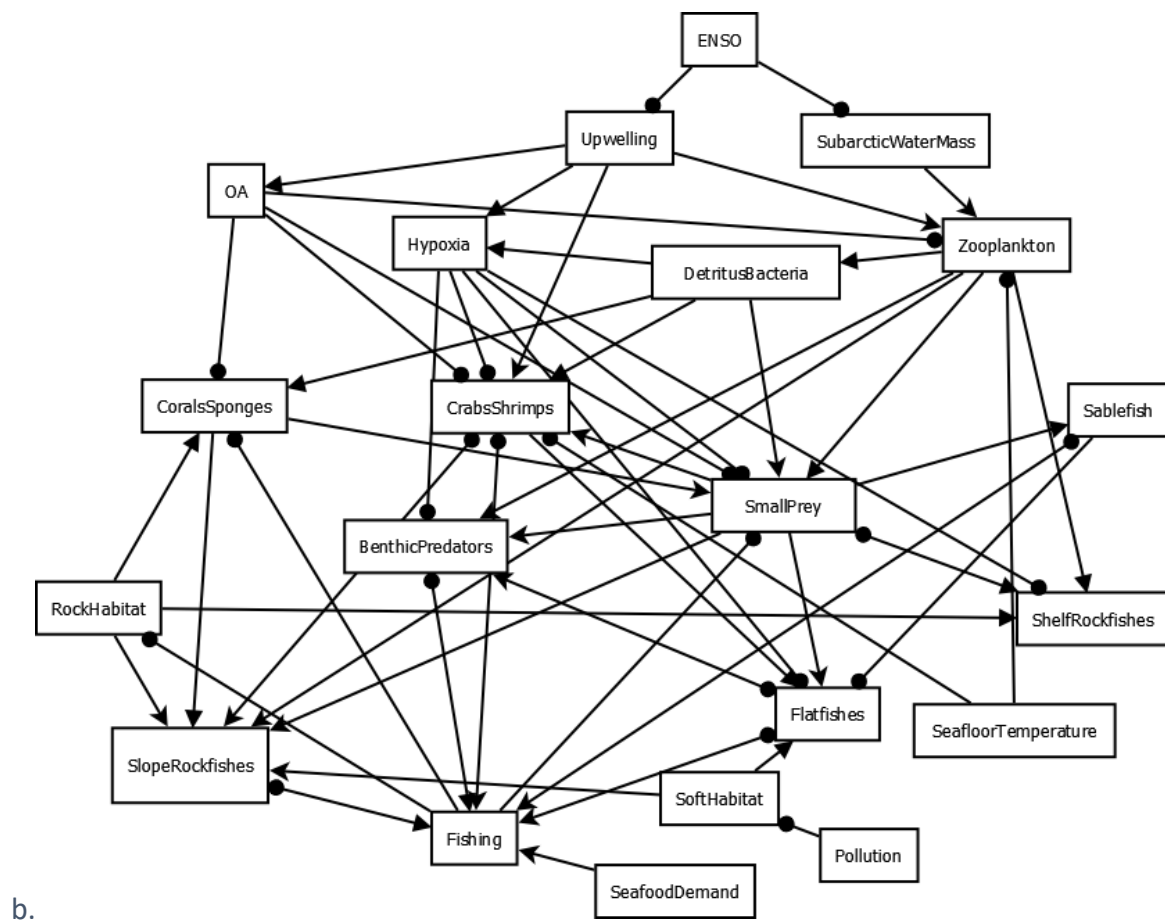 ENSO
Upwelling
SubarcticWaterMass
OA
Hypoxia
Zooplankton
DetritusBacteria
CoralsSponges
CrabsShrimps
Sablefish
SmallPrey
BenthicPredators
RockHabitat
ShelfRockfishes
Flatfishes
SeafloorTemperature
SlopeRockfishes
SoftHabitat
Fishing
Pollution
SeafoodDemand
b.